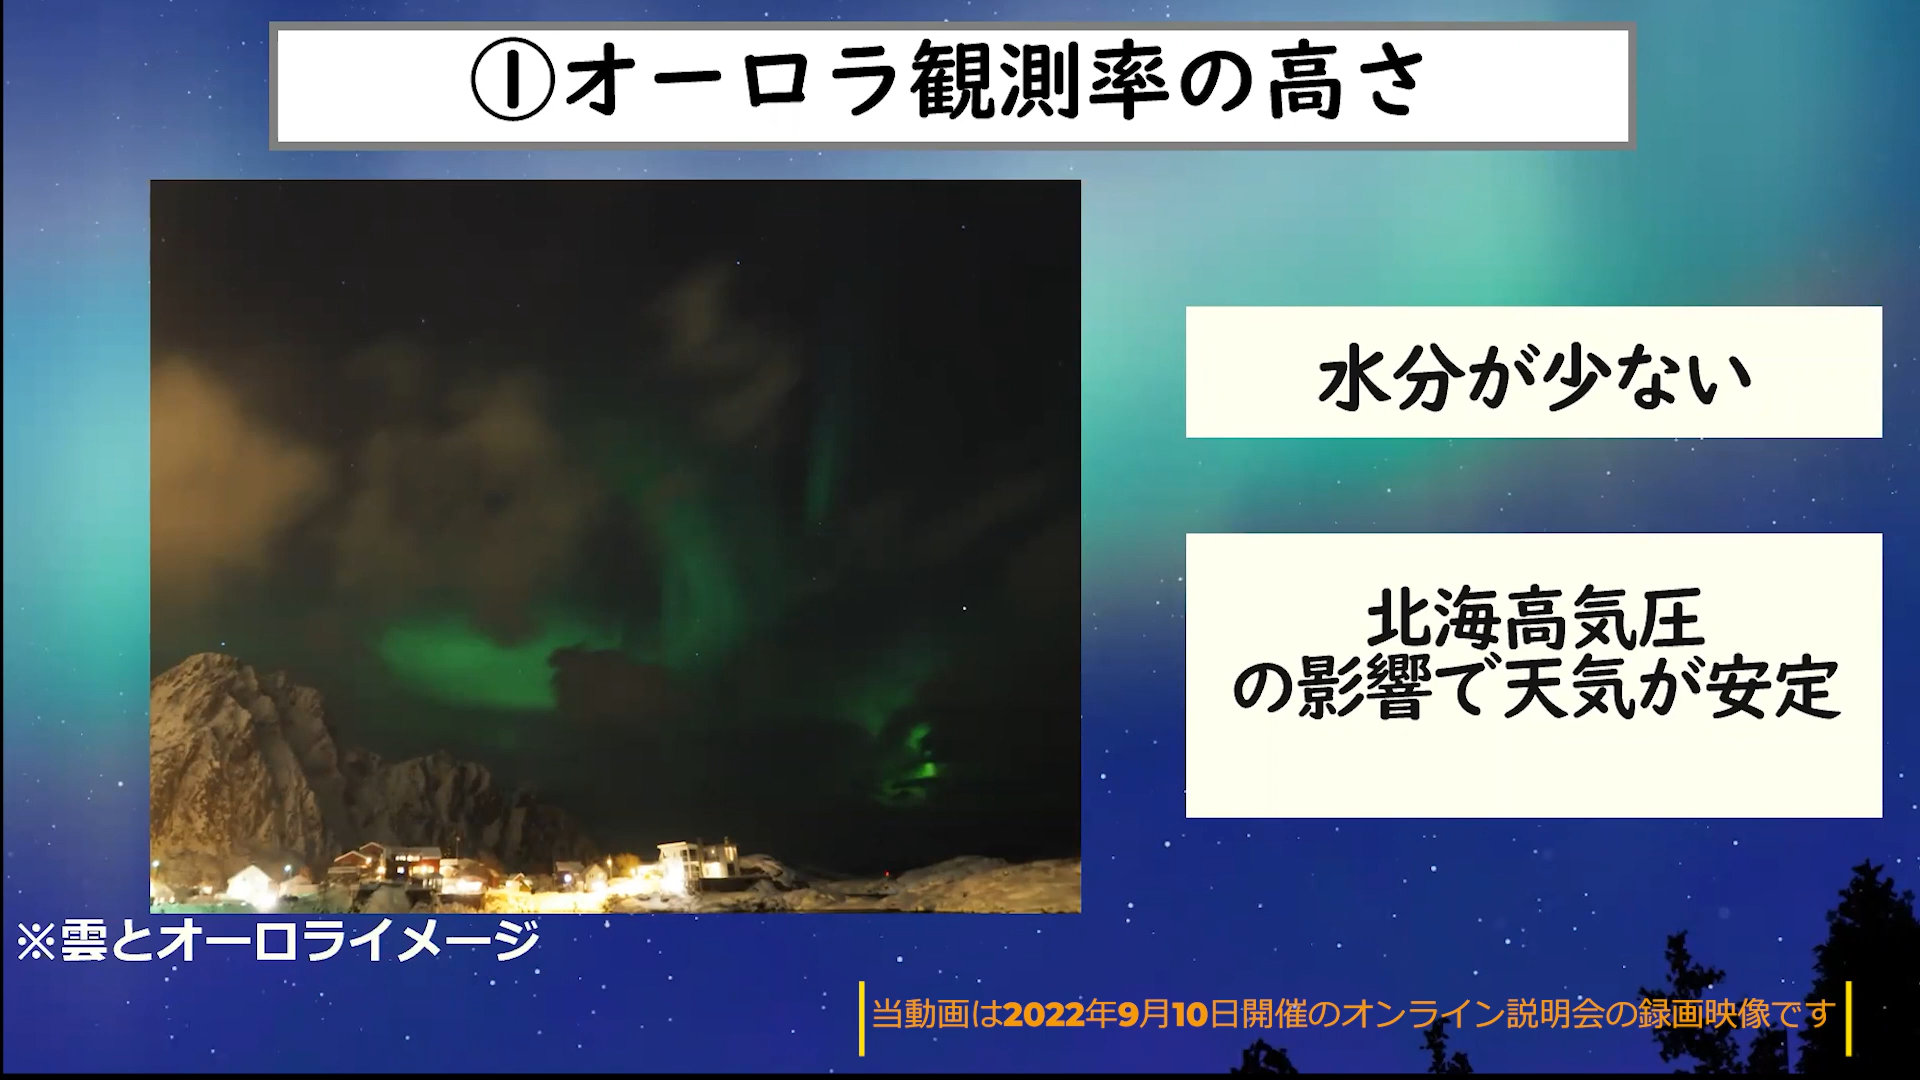 ①オーロラ観測率の高さ
水分が少ない
北海高気圧
の影響で天気が安定
※雲とオーロライメージ
当動画は2022年9月10日開催のオンライン説明会の録画映像です